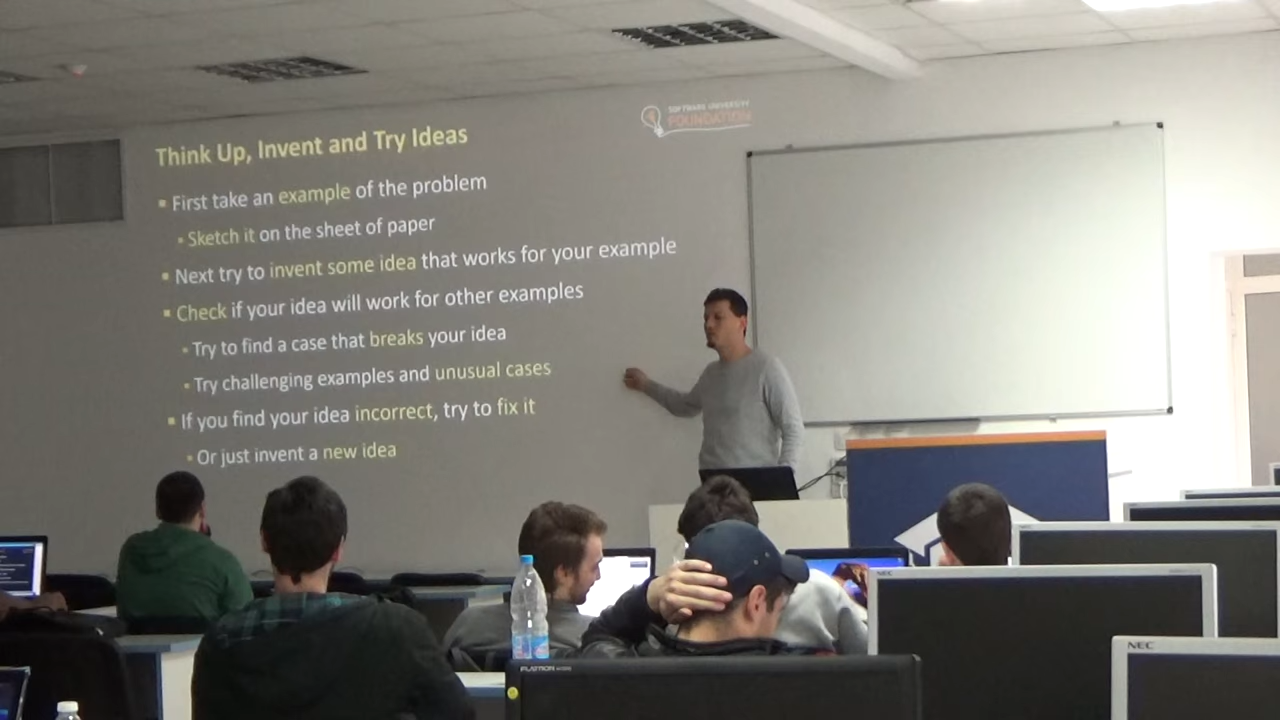 SOFTWARE UNIVERSITY
FOUNDATION
Think Up, Invent and Try Ideas
▪ First take an example of the problem
▪ Sketch it on the sheet of paper
▪ Next try to invent some idea that works for your example
▪ Check if your idea will work for other examples
▪ Try to find a case that breaks your idea
▪ Try challenging examples and unusual cases
▪ If you find your idea incorrect, try to fix it
▪ Or just invent a new idea
NEC
NEC
FLATRON